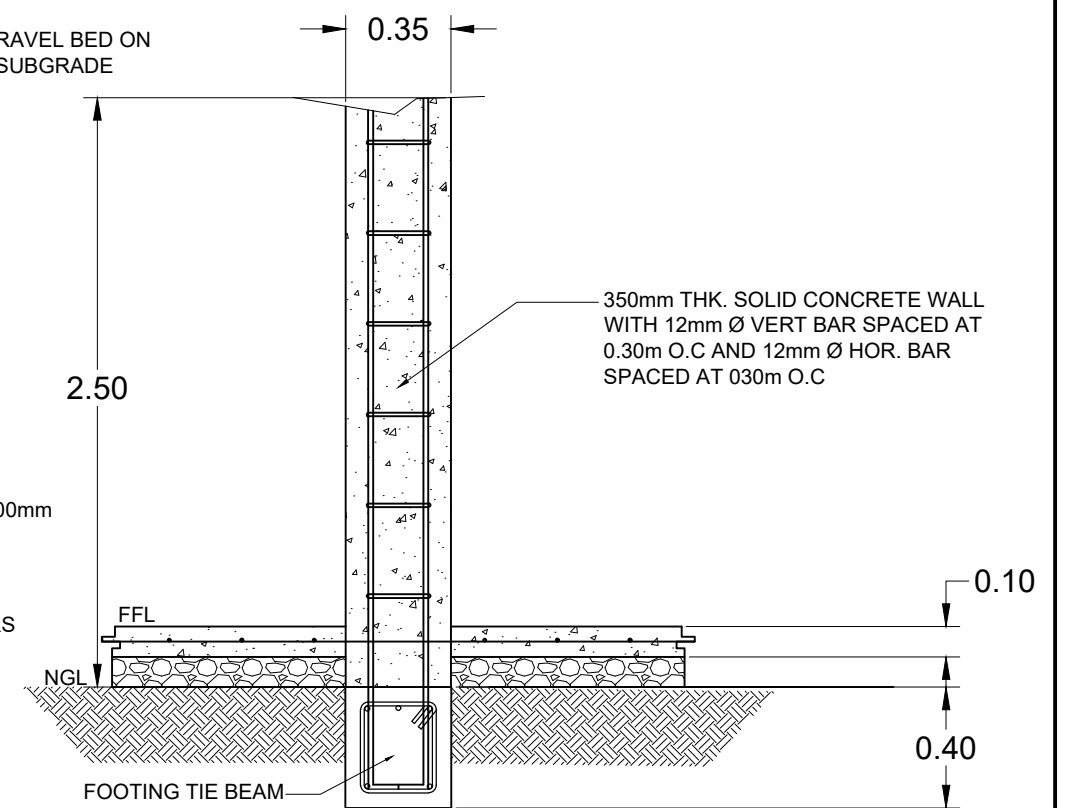 RAVEL BED ON
SUBGRADE
0.35
2.50
350mm THK. SOLID CONCRETE WALL
WITH 12mm Ø VERT BAR SPACED AT
0.30m O.C AND 12mm Ø HOR. BAR
SPACED AT 030m O.C
00mm
0.10
FFL
AS
NGL
0.40
FOOTING TIE BEAM